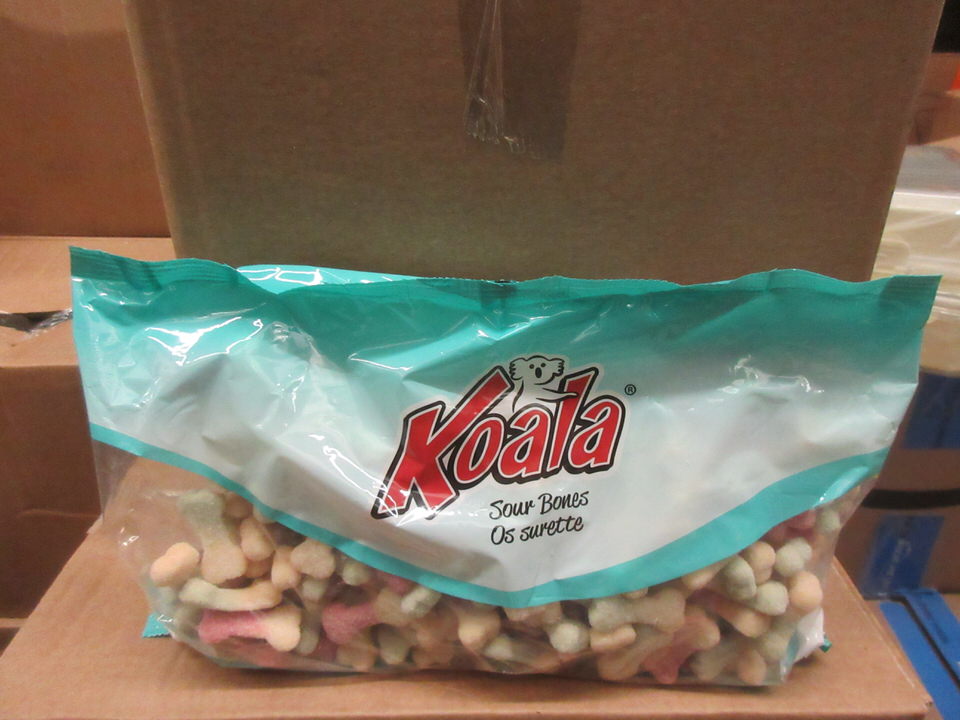 Koala®
Sour Bones
Os surette